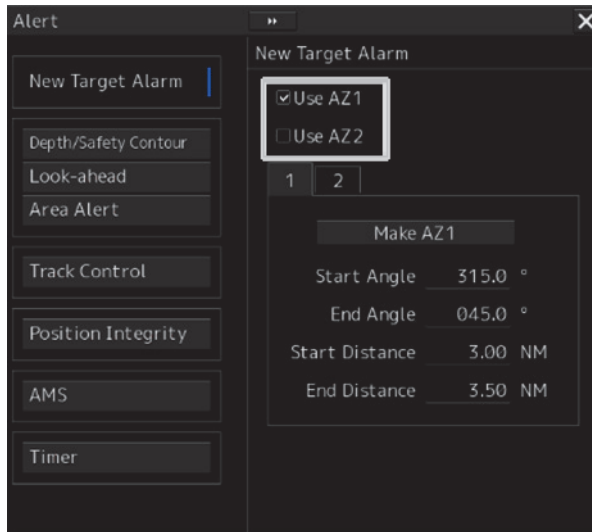 Alert
New Target Alarm
Depth/Safety Contour
Look-ahead
Area Alert
Track Control
Position Integrity
AMS
Timer
New Target Alarm
Use AZ1
Use AZ2
1 2
Make AZ1
Start Angle 315.0 °
End Angle 045.0 °
Start Distance 3.00 NM
End Distance 3.50 NM